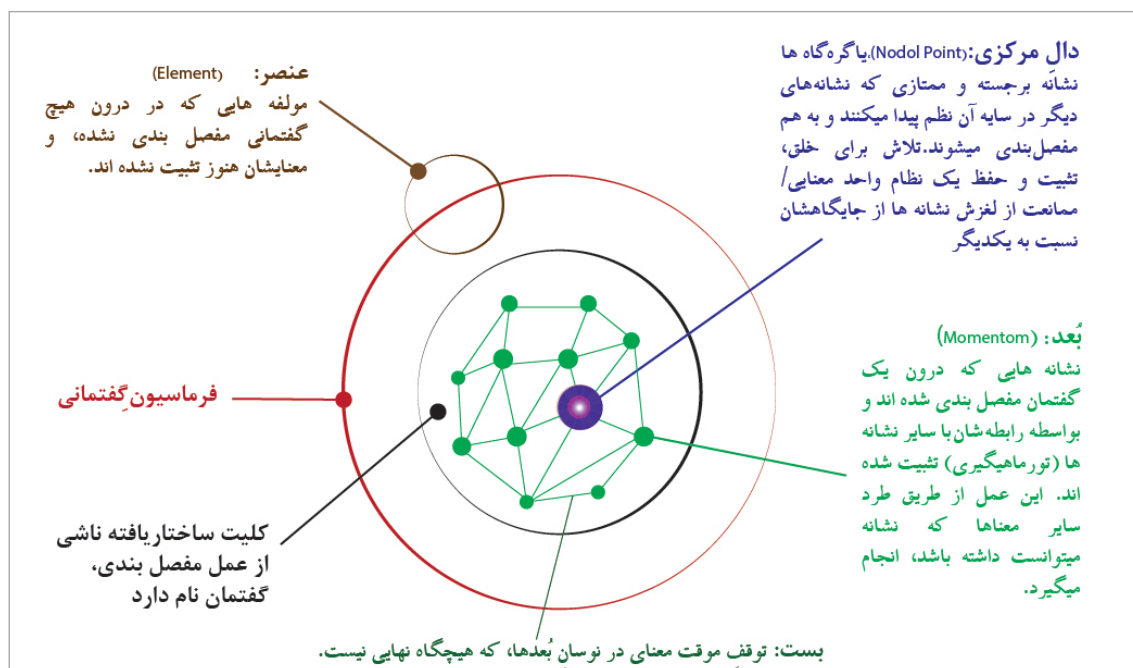 دالِ مرکزی:(Nodol Point)،یاگره‌گاه ها
نشانه برجسته و ممتازی که نشانه‌های
دیگر در سایه آن نظم پیدا میکنند و به هم
مفصل‌بندی میشوند.تلاش برای خلق،
تثبیت و حفظ یک نظام واحد معنایی/
ممانعت از لغزش نشانه ها از جایگاهشان
نسبت به یکدیگر
عنصر: (Element)
مولفه هایی که در درون هیچ
گفتمانی مفصل بندی نشده، و
معنایشان هنوز تثبیت نشده اند.
بُعد: (Momentom)
نشانه هایی که درون یک
گفتمان مفصل بندی شده اند و
بواسطه رابطه‌شان‌با سایر نشانه
ها (تورماهیگیری) تثبیت شده
اند. این عمل از طریق طرد
سایر معناها که نشانه
میتوانست داشته باشد، انجام
میگیرد.
فرماسیون گِفتمانی
کلیت ساختاریافته ناشی
از عمل مفصل بندی،
گفتمان نام دارد
بست: توقف موقت معنای در نوسان بُعدها، که هیچگاه نهایی نیست.